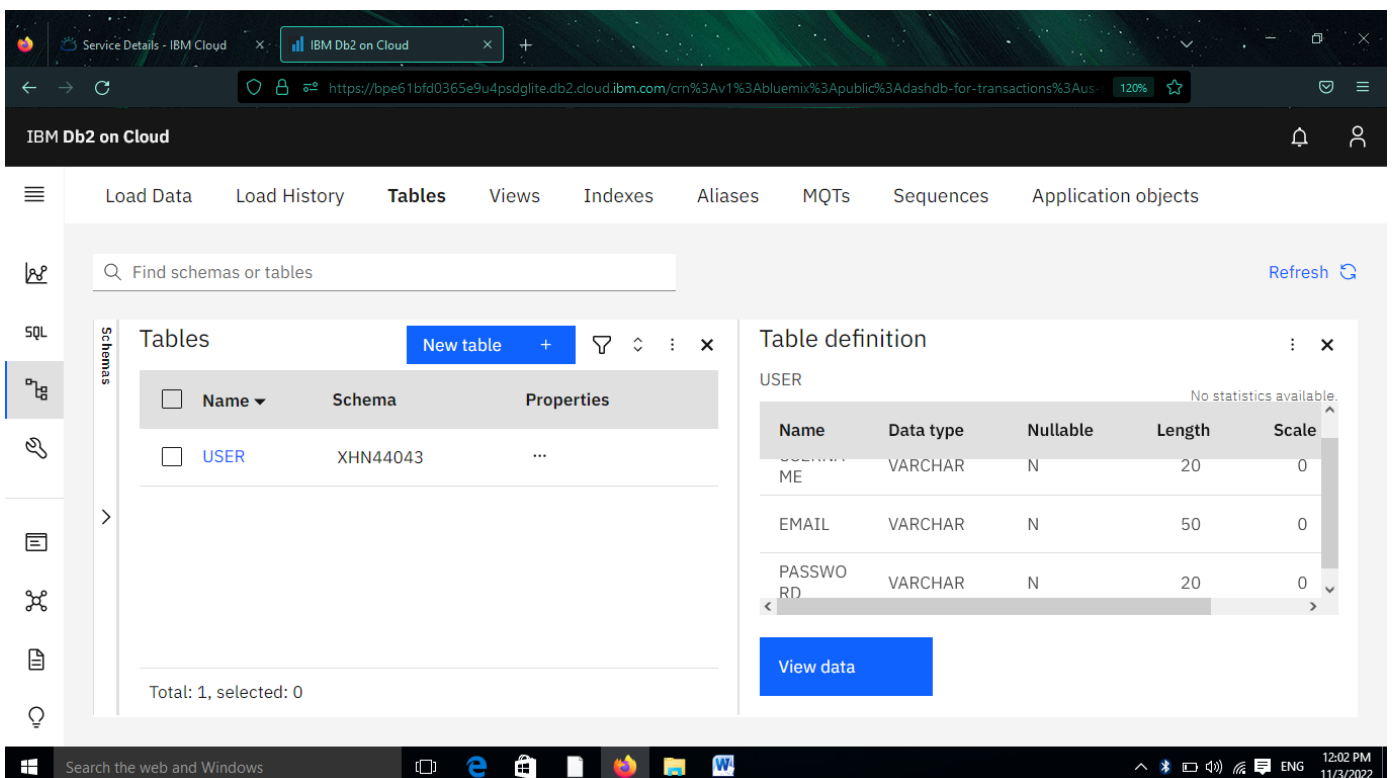 Service Details - IBM Cloud
IBM Db2 on Cloud
https://bpe61bfd0365e9u4psdglite.db2.cloud.ibm.com/crn%3Av1%3Abluemix%3Apublic%3Adashdb-for-transactions%3Aus-
120%
IBM Db2 on Cloud
Load Data Load History Tables Views Indexes Aliases MQTs Sequences Application objects
Find schemas or tables
Refresh
SQL
Schemas
Tables
New table +
Name Schema Properties
USER XHN44043 ...
Total: 1, selected: 0
Table definition
USER
No statistics available.
Name Data type Nullable Length Scale
USERNA
ME VARCHAR N 20 0
EMAIL VARCHAR N 50 0
PASSWO
RD VARCHAR N 20 0
View data
Search the web and Windows
ENG
12:02 PM
11/3/2022